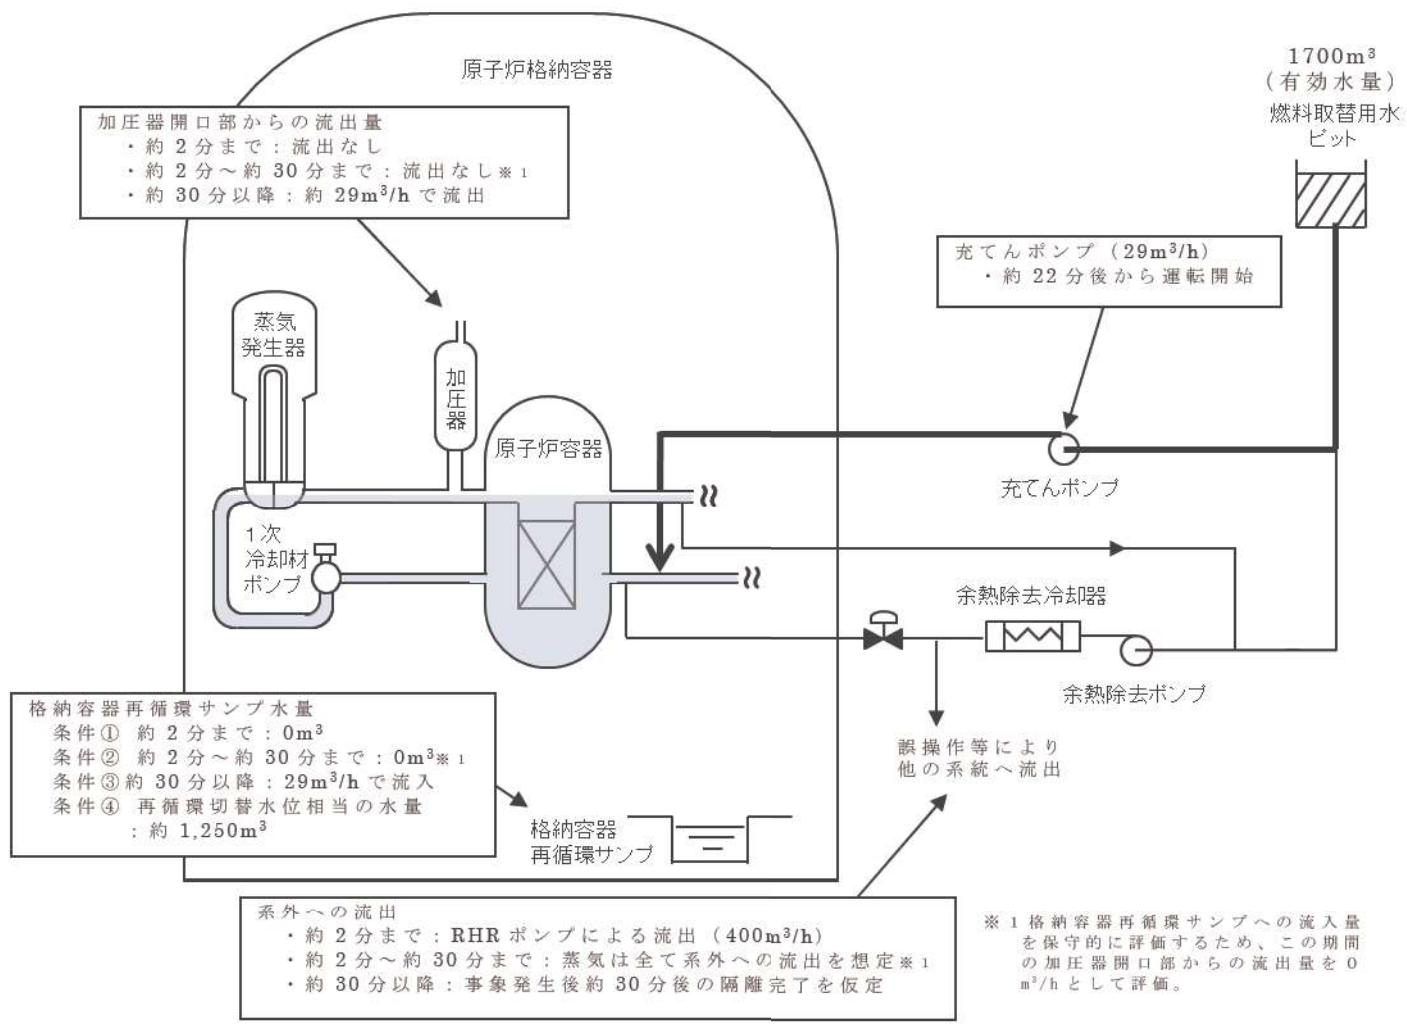 原子炉格納容器
1700m³
(有効水量)
燃料取替用水
ピット
加圧器開口部からの流出量
・約2分まで：流出なし
・約2分～約30分まで：流出なし※1
・約30分以降：約29m³/hで流出
充てんポンプ（29m³/h）
・約22分後から運転開始
蒸気
発生器
加圧器
原子炉容器
充てんポンプ
1次
冷却材
ポンプ
余熱除去冷却器
余熱除去ポンプ
格納容器再循環サンプ水量
条件① 約2分まで：0m³
条件② 約2分～約30分まで：0m³※1
条件③約30分以降：29m³/hで流入
条件④ 再循環切替水位相当の水量
：約1,250m³
誤操作等により
他の系統へ流出
格納容器
再循環サンプ
系外への流出
・約2分まで：RHRポンプによる流出（400m³/h）
・約2分～約30分まで：蒸気は全て系外への流出を想定※1
・約30分以降：事象発生後約30分後の隔離完了を仮定
※1格納容器再循環サンプへの流入量
を保守的に評価するため、この期間
の加圧器開口部からの流出量を0
m³/hとして評価。